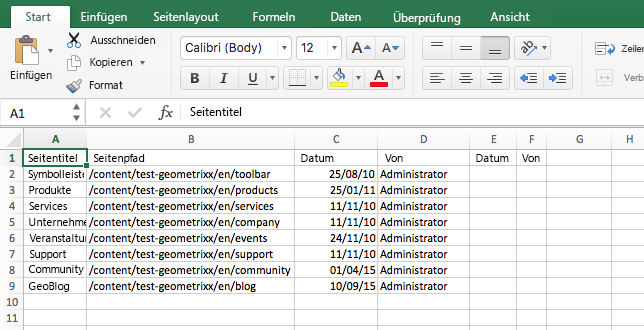 Start Einfügen Seitenlayout Formeln Daten Überprüfung Ansicht
Einfügen
Ausschneiden
Kopieren
Format
Calibri (Body) 12 A A
B I U A
ab
Zeilen
Verb
A1 fx Seitentitel
A B C D E F G H
1 Seitentitel Seitenpfad Datum Von Datum Von
2 Symbolleiste /content/test-geometrixx/en/toolbar 25/08/10 Administrator
3 Produkte /content/test-geometrixx/en/products 25/01/11 Administrator
4 Services /content/test-geometrixx/en/services 11/11/10 Administrator
5 Unternehme /content/test-geometrixx/en/company 11/11/10 Administrator
6 Veranstaltu /content/test-geometrixx/en/events 24/11/10 Administrator
7 Support /content/test-geometrixx/en/support 11/11/10 Administrator
8 Community /content/test-geometrixx/en/community 01/04/15 Administrator
9 GeoBlog /content/test-geometrixx/en/blog 10/09/15 Administrator
10
11